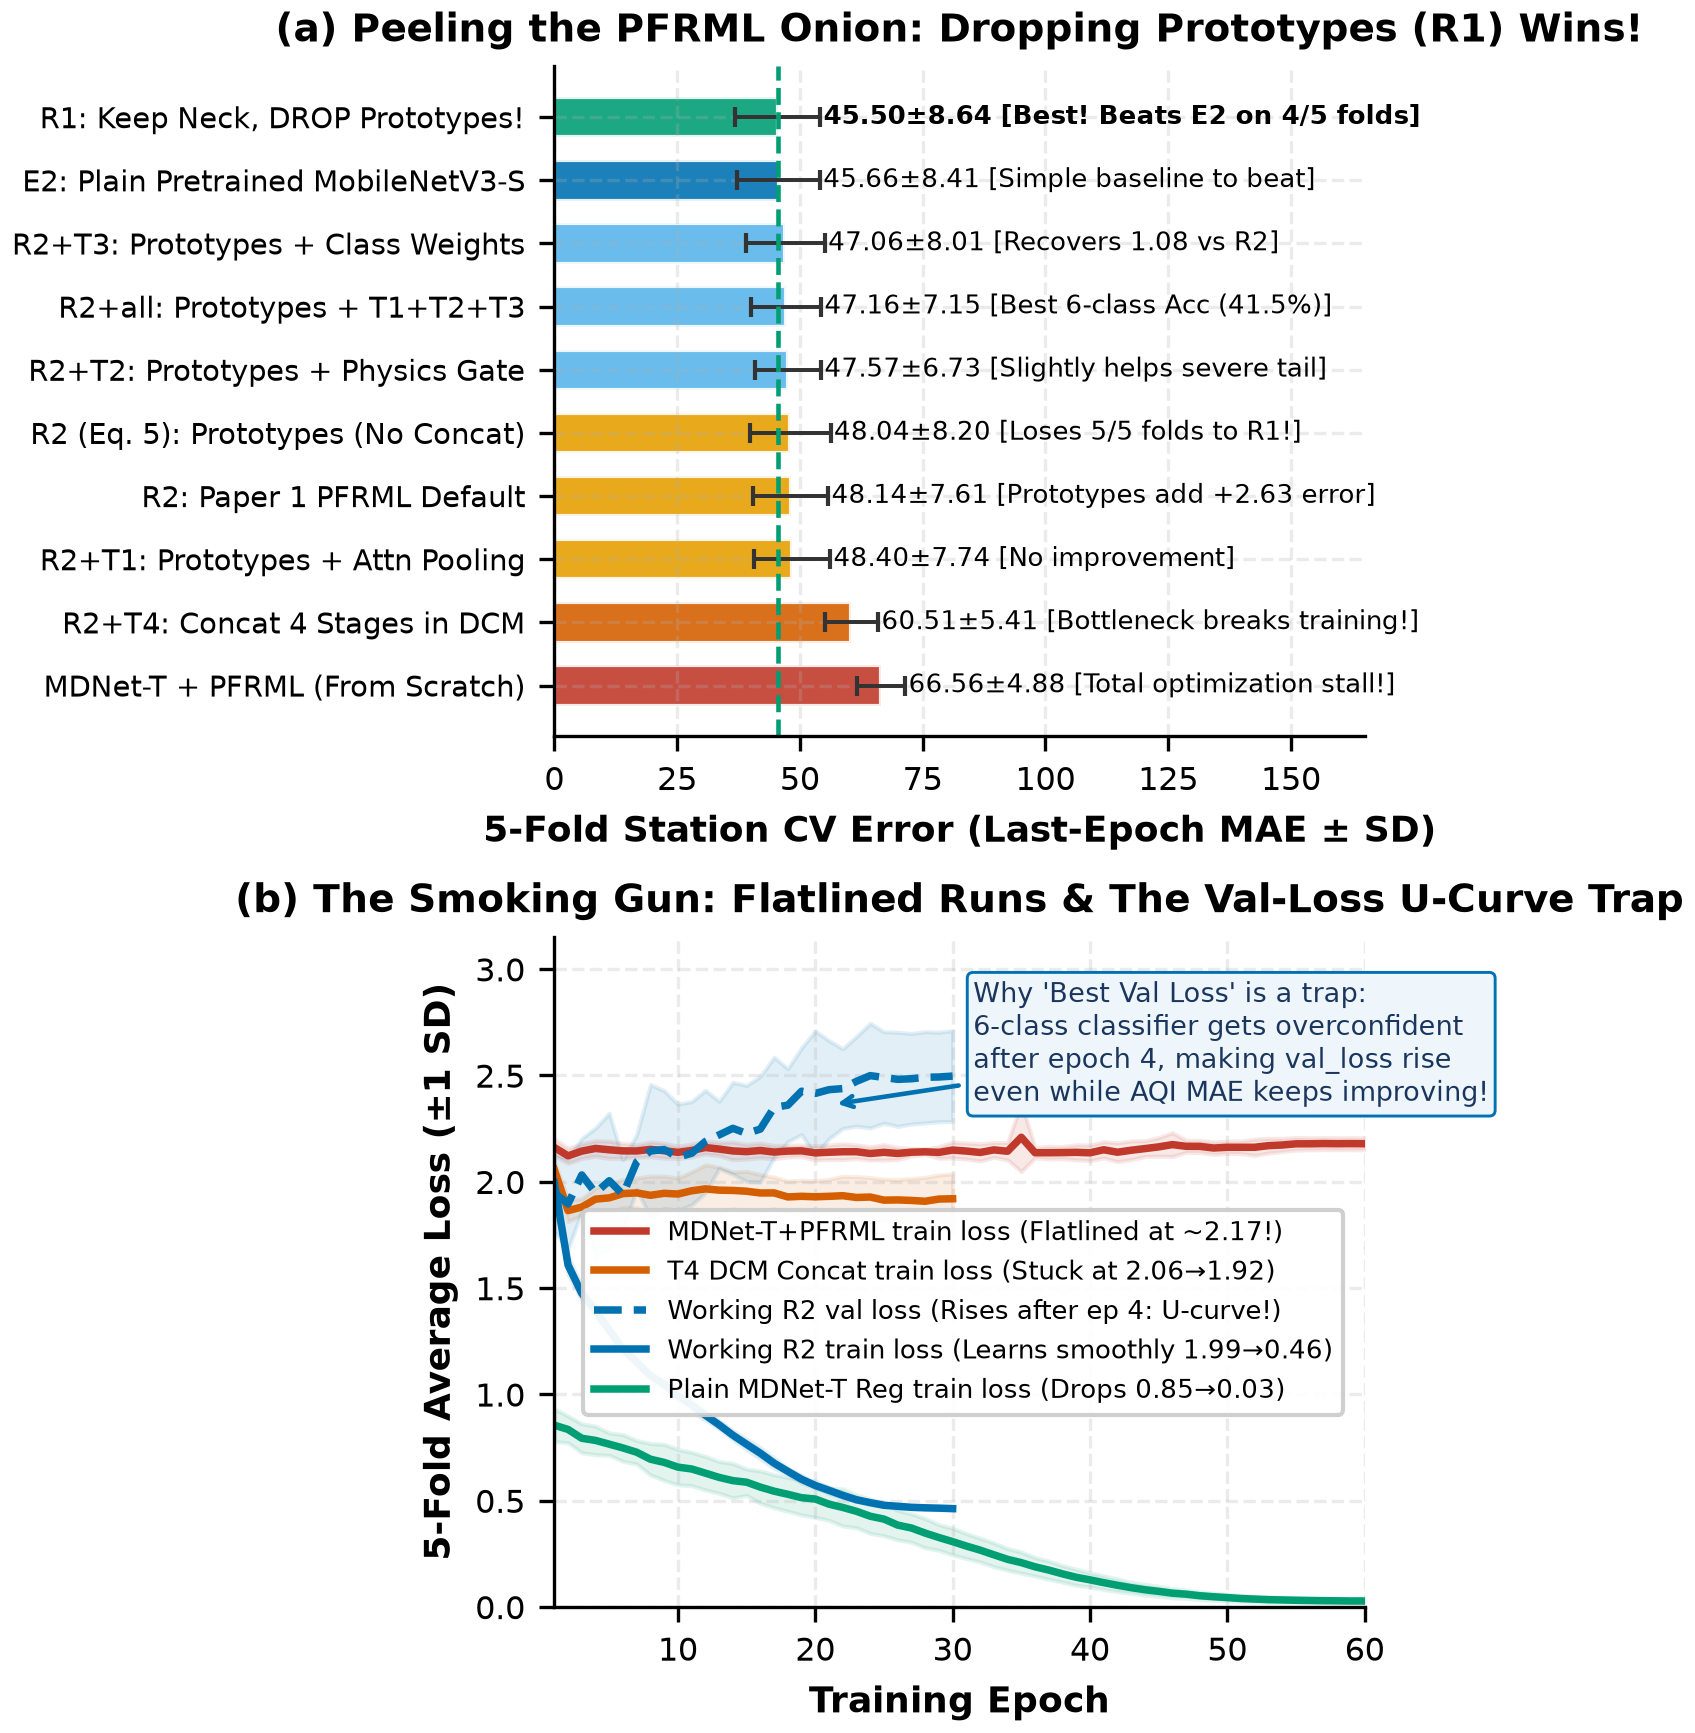 (a) Peeling the PFRML Onion: Dropping Prototypes (R1) Wins!
R1: Keep Neck, DROP Prototypes!
45.50±8.64 [Best! Beats E2 on 4/5 folds]
E2: Plain Pretrained MobileNetV3-S
45.66±8.41 [Simple baseline to beat]
R2+T3: Prototypes + Class Weights
47.06±8.01 [Recovers 1.08 vs R2]
R2+all: Prototypes + T1+T2+T3
47.16±7.15 [Best 6-class Acc (41.5%)]
R2+T2: Prototypes + Physics Gate
47.57±6.73 [Slightly helps severe tail]
R2 (Eq. 5): Prototypes (No Concat)
48.04±8.20 [Loses 5/5 folds to R1!]
R2: Paper 1 PFRML Default
48.14±7.61 [Prototypes add +2.63 error]
R2+T1: Prototypes + Attn Pooling
48.40±7.74 [No improvement]
R2+T4: Concat 4 Stages in DCM
60.51±5.41 [Bottleneck breaks training!]
MDNet-T + PFRML (From Scratch)
66.56±4.88 [Total optimization stall!]
0 25 50 75 100 125 150
5-Fold Station CV Error (Last-Epoch MAE ± SD)
(b) The Smoking Gun: Flatlined Runs & The Val-Loss U-Curve Trap
5-Fold Average Loss (±1 SD)
3.0
2.5
2.0
1.5
1.0
0.5
0.0
Why 'Best Val Loss' is a trap:
6-class classifier gets overconfident
after epoch 4, making val_loss rise
even while AQI MAE keeps improving!
MDNet-T+PFRML train loss (Flatlined at ~2.17!)
T4 DCM Concat train loss (Stuck at 2.06→1.92)
Working R2 val loss (Rises after ep 4: U-curve!)
Working R2 train loss (Learns smoothly 1.99→0.46)
Plain MDNet-T Reg train loss (Drops 0.85→0.03)
10 20 30 40 50 60
Training Epoch